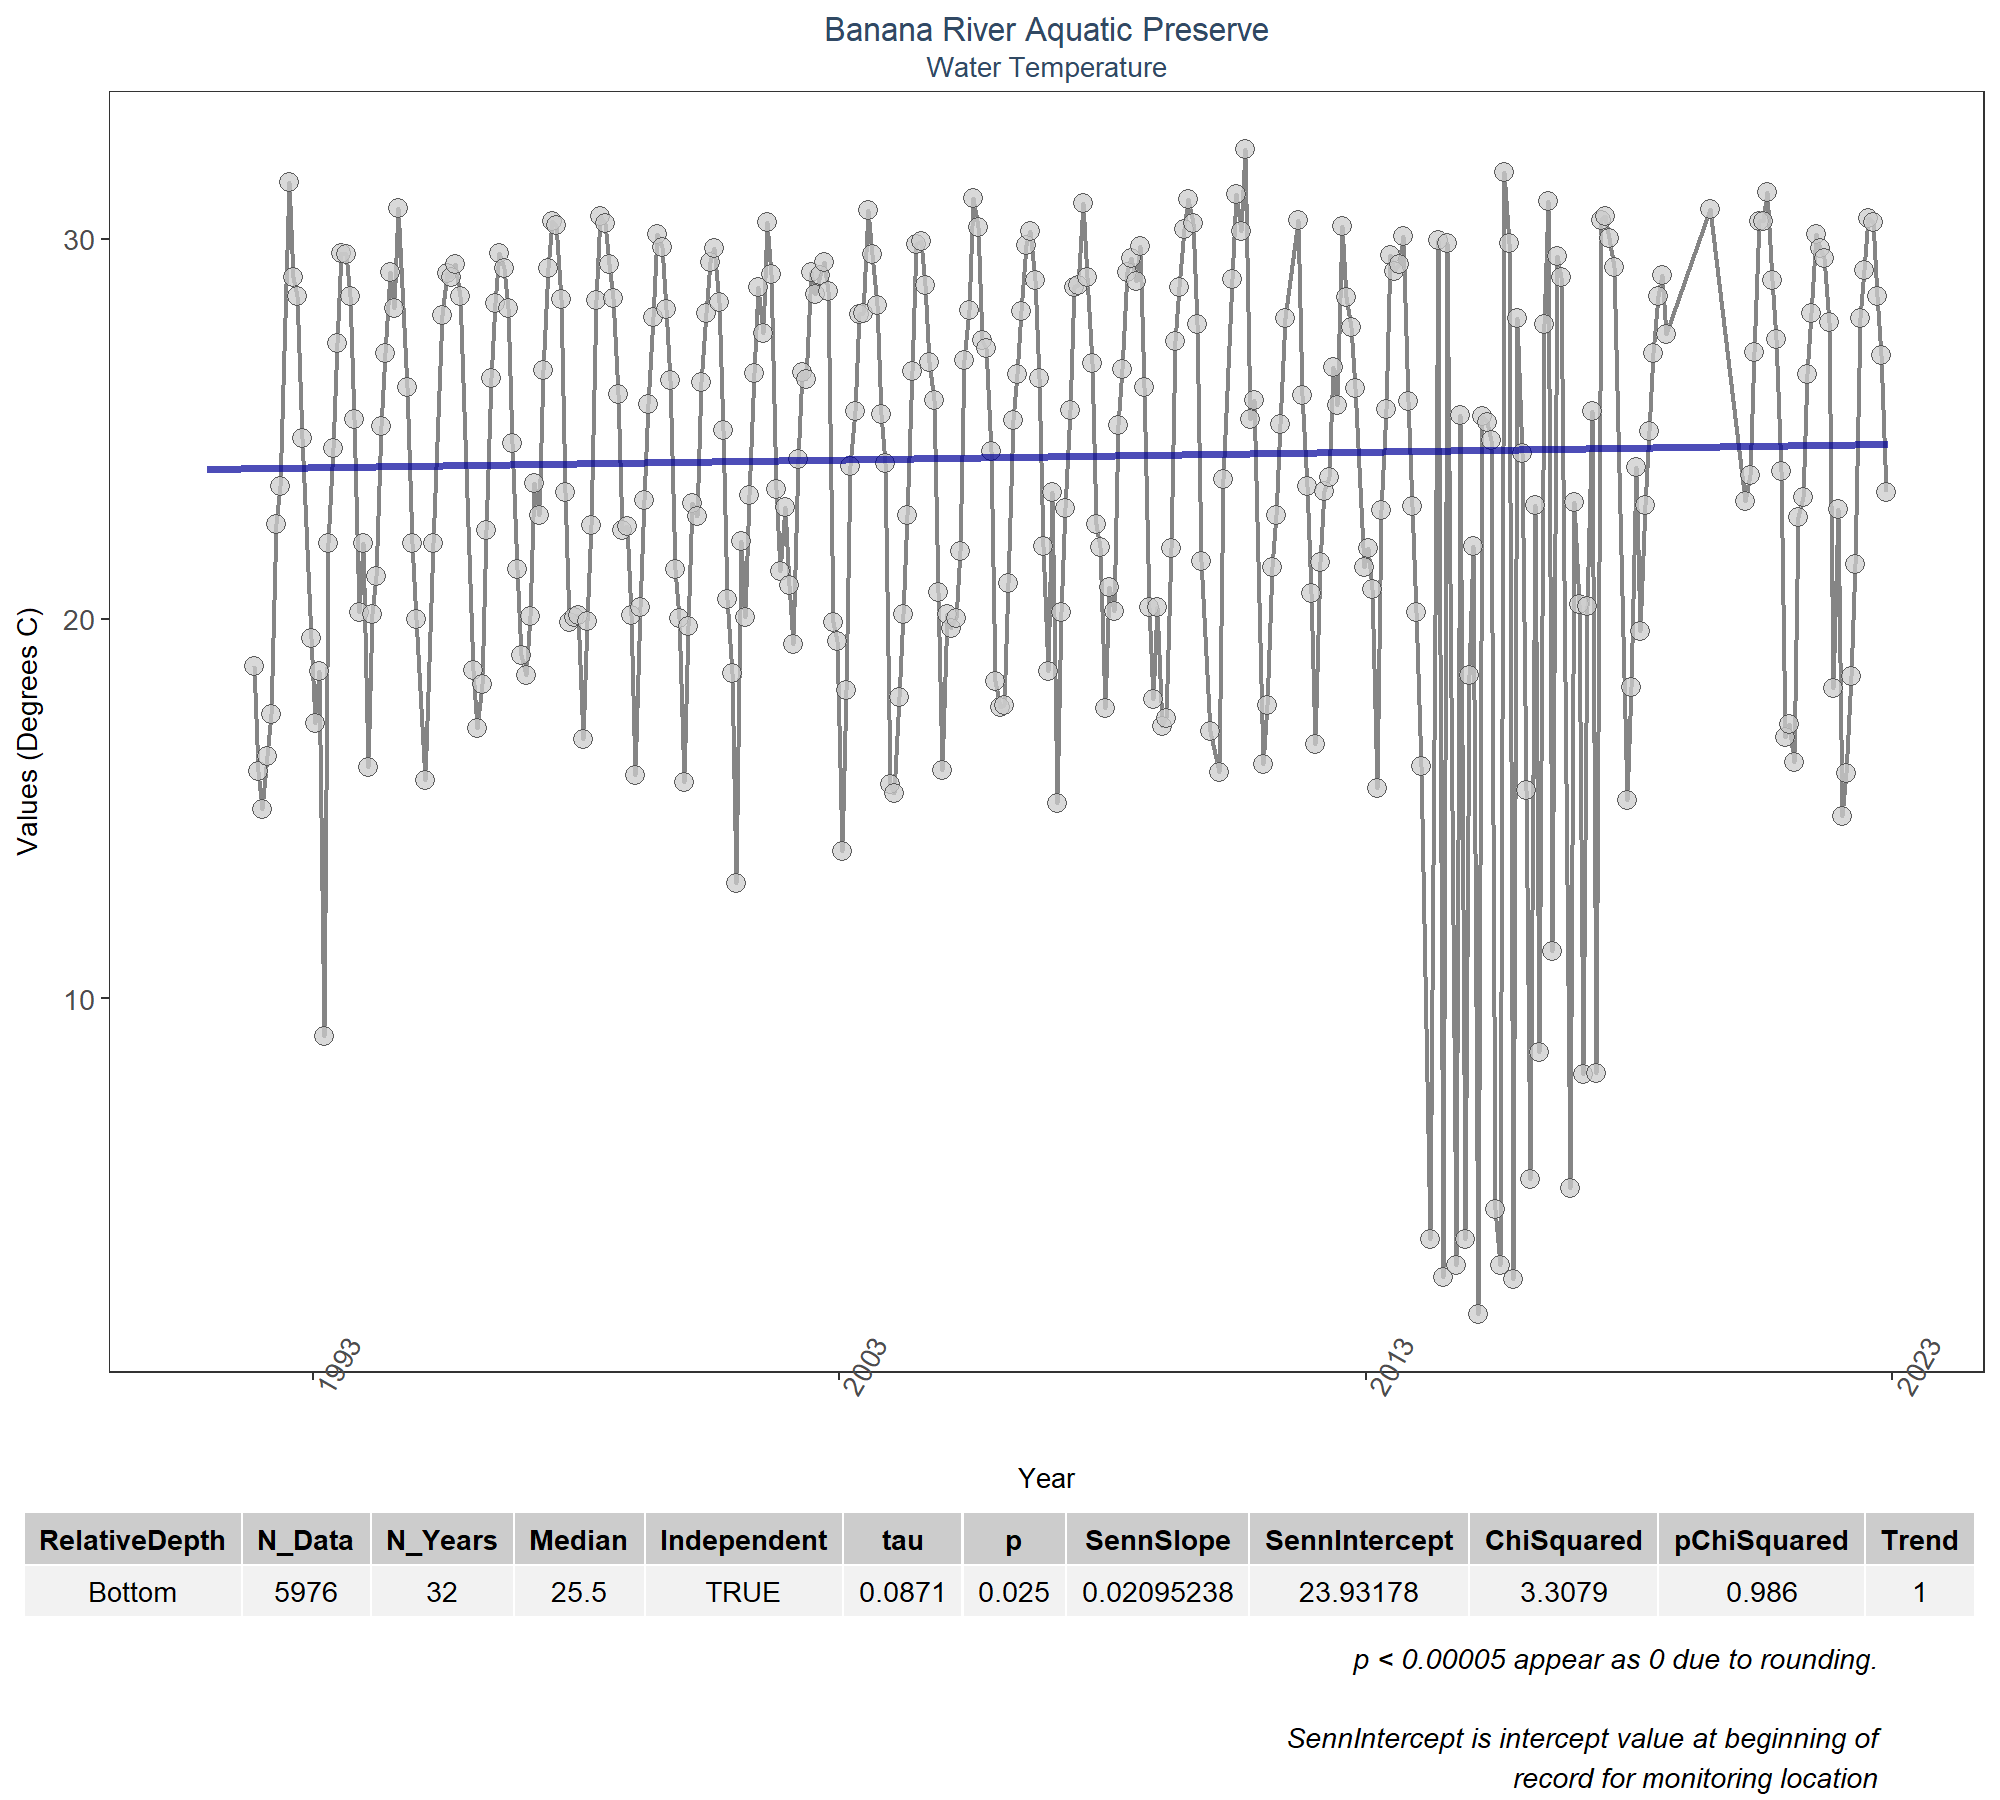 Banana River Aquatic Preserve
Water Temperature
Values (Degrees C)
30
20
10
1993
2003
2013
2023
Year
RelativeDepth N_Data N_Years Median Independent tau p SennSlope SennIntercept ChiSquared pChiSquared Trend
Bottom 5976 32 25.5 TRUE 0.0871 0.025 0.02095238 23.93178 3.3079 0.986 1
p < 0.00005 appear as 0 due to rounding.
SennIntercept is intercept value at beginning of
record for monitoring location